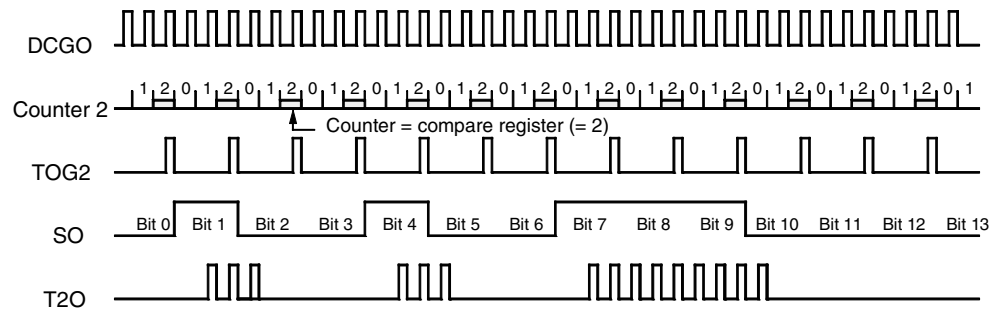 DCGO
1 2 0 1 2 0 1 2 0 1 2 0 1 2 0 1 2 0 1 2 0 1 2 0 1 2 0 1 2 0 1 2 0 1 2 0 1 2 0 1
Counter 2
Counter = compare register (= 2)
TOG2
Bit 0 Bit 1 Bit 2 Bit 3 Bit 4 Bit 5 Bit 6 Bit 7 Bit 8 Bit 9 Bit 10 Bit 11 Bit 12 Bit 13
SO
T2O